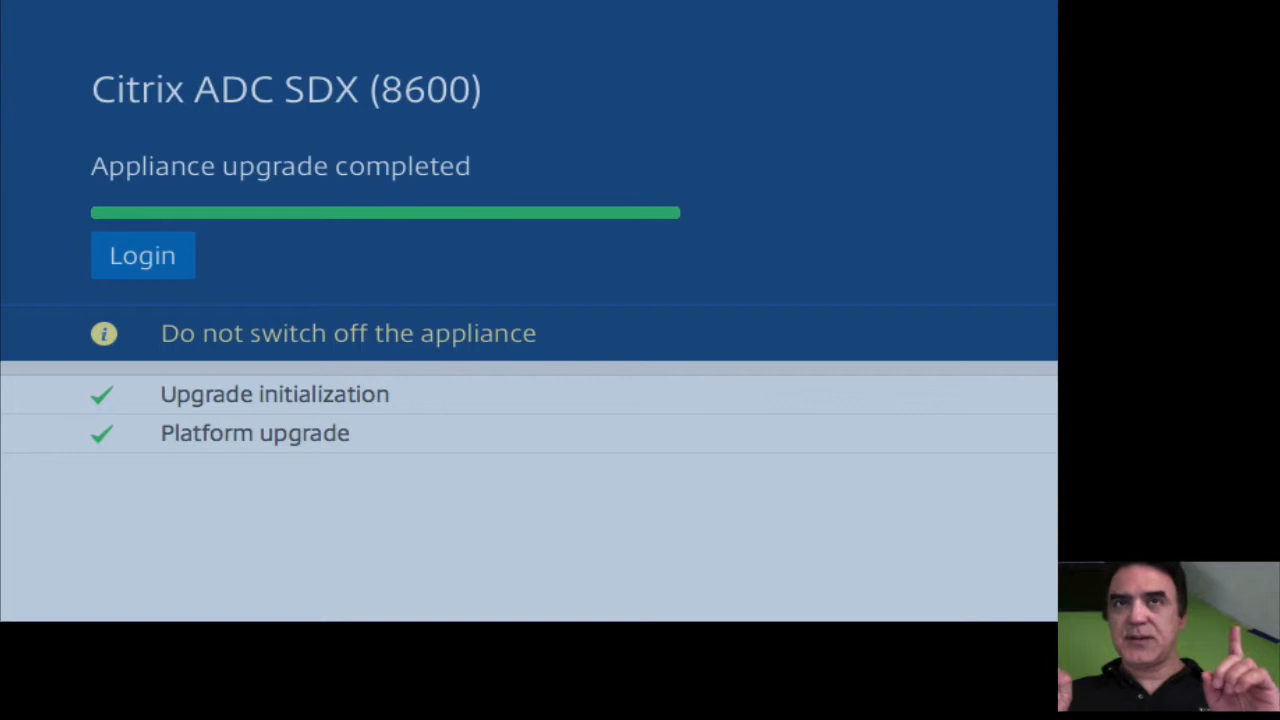 Citrix ADC SDX (8600)
Appliance upgrade completed
Login
Do not switch off the appliance
Upgrade initialization
Platform upgrade